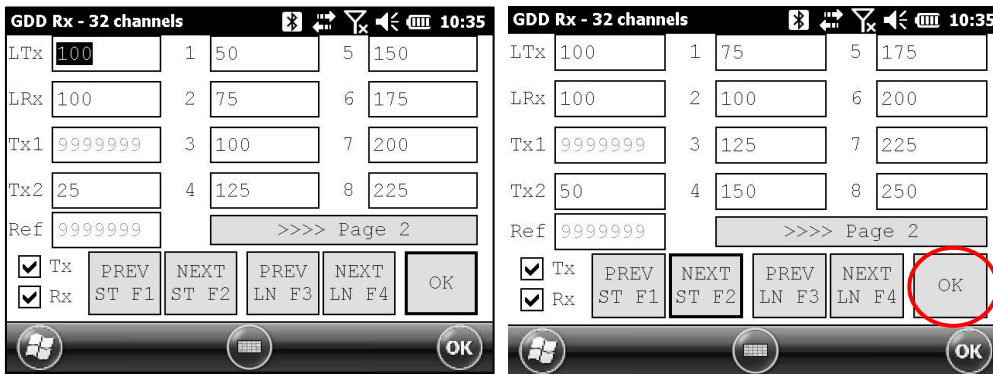 GDD Rx - 32 channels 10:35
LTx 100 1 50 5 150
LRx 100 2 75 6 175
Tx1 9999999 3 100 7 200
Tx2 25 4 125 8 225
Ref 9999999 >>>> Page 2
Tx PREV NEXT PREV NEXT OK
Rx ST F1 ST F2 LN F3 LN F4
OK
GDD Rx - 32 channels 10:35
LTx 100 1 75 5 175
LRx 100 2 100 6 200
Tx1 9999999 3 125 7 225
Tx2 50 4 150 8 250
Ref 9999999 >>>> Page 2
Tx PREV NEXT PREV NEXT OK
Rx ST F1 ST F2 LN F3 LN F4
OK